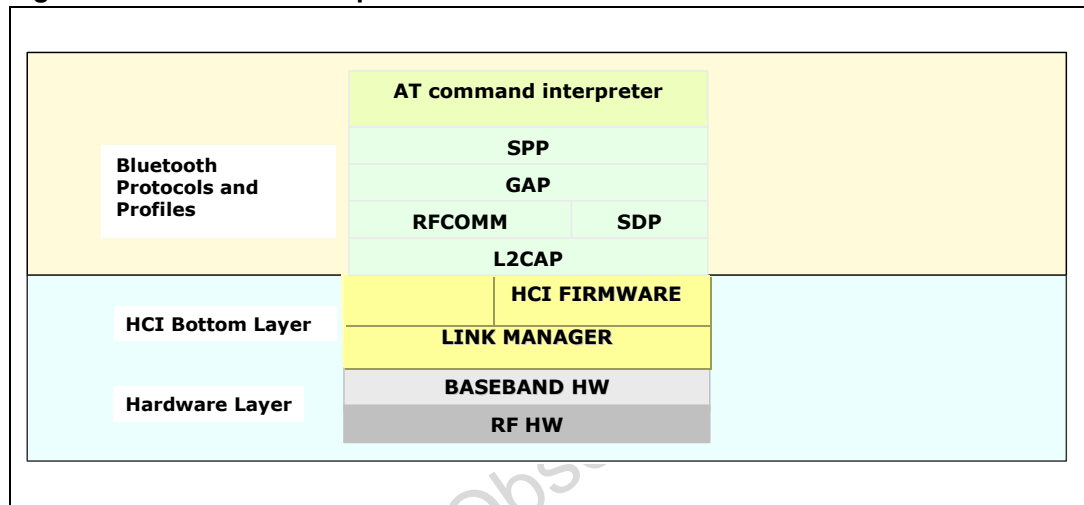 AT command interpreter
SPP
Bluetooth
Protocols and
Profiles
GAP
RFCOMM
SDP
L2CAP
HCI FIRMWARE
HCI Bottom Layer
LINK MANAGER
BASEBAND HW
Hardware Layer
RF HW